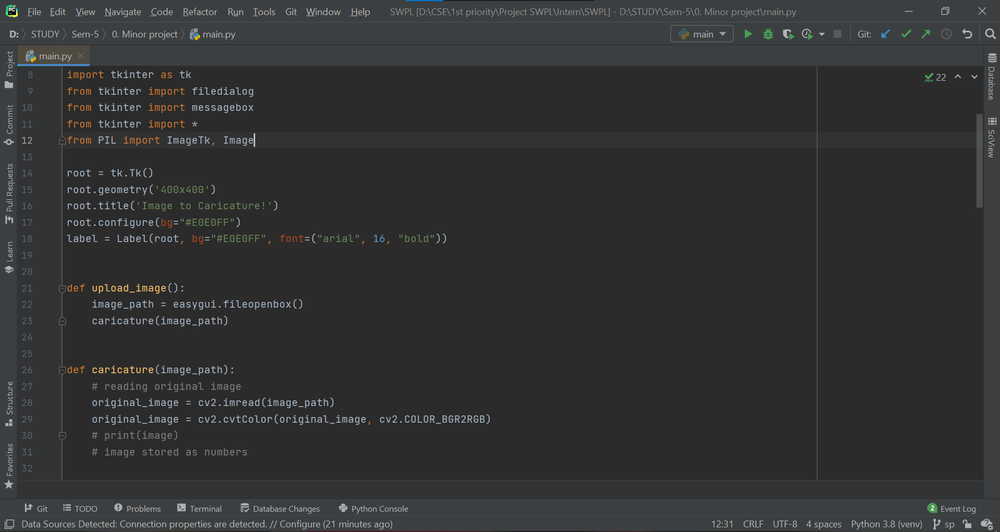 PC File Edit View Navigate Code Refactor Run Tools Git Window Help SWPL [D:\CSE\1st priority\Project SWPL\Intern\SWPL] - D:\STUDY\Sem-5\0. Minor project\main.py
D: STUDY Sem-5 0. Minor project main.py main Git:
main.py
Project
Commit
Pull Requests
Learn
Structure
Favorites
22
Database
SciView
8 import tkinter as tk
9 from tkinter import filedialog
10 from tkinter import messagebox
11 from tkinter import *
12 from PIL import ImageTk, Image
13
14 root = tk.Tk()
15 root.geometry('400x400')
16 root.title('Image to Caricature!')
17 root.configure(bg="#E0E0FF")
18 label = Label(root, bg="#E0E0FF", font=("arial", 16, "bold"))
19
20
21 def upload_image():
22 image_path = easygui.fileopenbox()
23 caricature(image_path)
24
25
26 def caricature(image_path):
27 # reading original image
28 original_image = cv2.imread(image_path)
29 original_image = cv2.cvtColor(original_image, cv2.COLOR_BGR2RGB)
30 # print(image)
31 # image stored as numbers
32
Git TODO Problems Terminal Database Changes Python Console 2 Event Log
Data Sources Detected: Connection properties are detected. // Configure (21 minutes ago) 12:31 CRLF UTF-8 4 spaces Python 3.8 (venv) sp